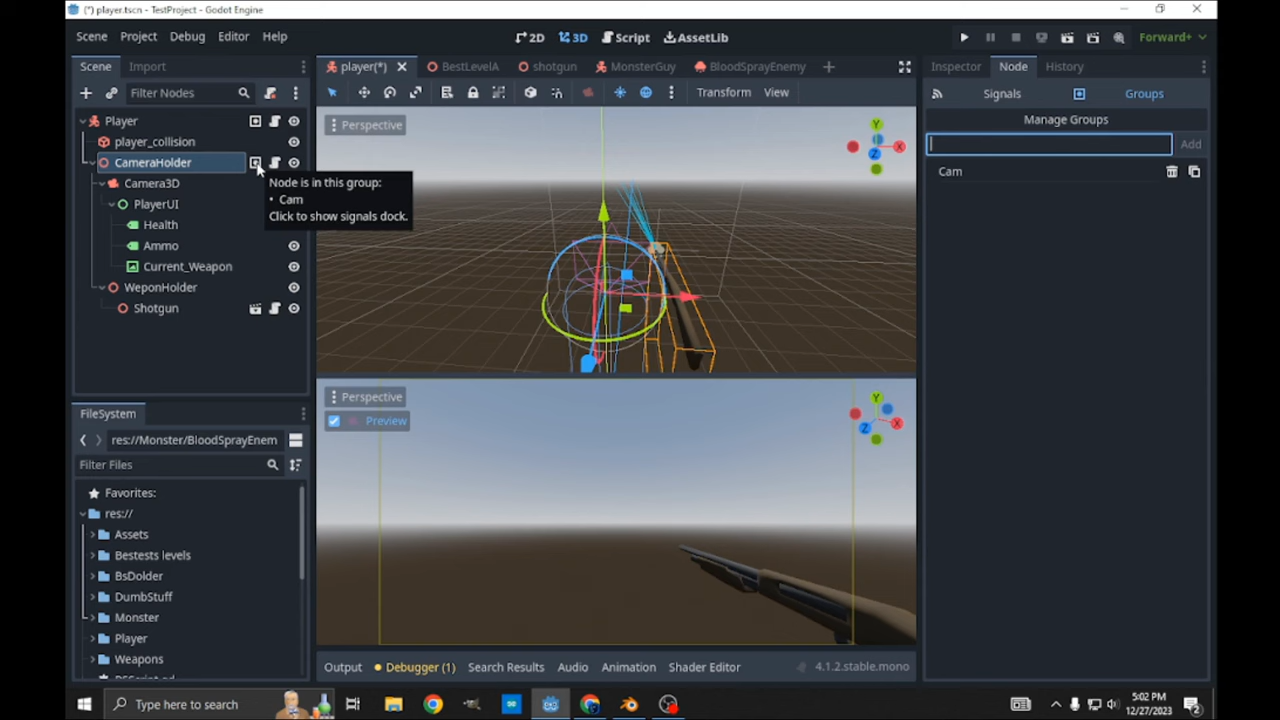 (*) player.tscn - TestProject - Godot Engine
Scene Project Debug Editor Help
2D 3D Script AssetLib
Forward+
Scene Import
player(*) BestLevelA shotgun MonsterGuy BloodSprayEnemy
Inspector Node History
Filter Nodes
Transform View
Signals Groups
Manage Groups
Add
Cam
Player
player_collision
CameraHolder
Camera3D
PlayerUI
Health
Ammo
Current_Weapon
WeponHolder
Shotgun
Node is in this group:
• Cam
Click to show signals dock.
Perspective
Y
X
Z
Perspective
Preview
Y
X
Z
FileSystem
res://Monster/BloodSprayEnem
Filter Files
Favorites:
res://
Assets
Bestests levels
BsDolder
DumbStuff
Monster
Player
Weapons
Output Debugger (1) Search Results Audio Animation Shader Editor
4.1.2.stable.mono
Type here to search
5:02 PM
12/27/2023
2